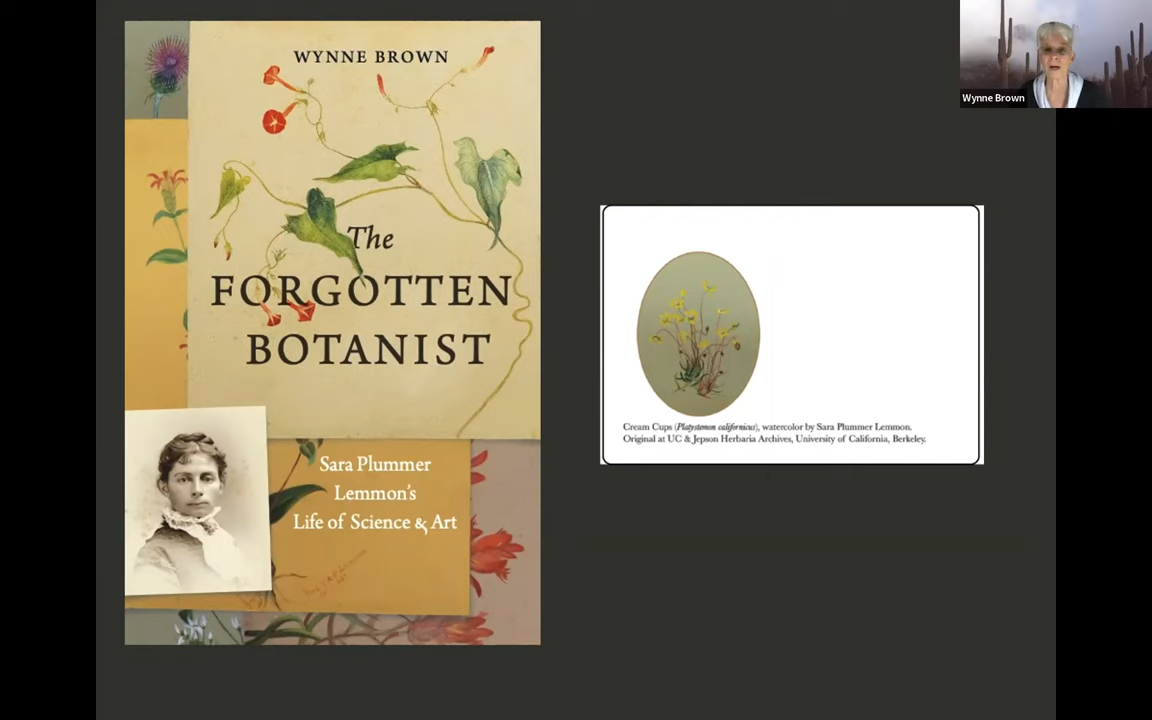 WYNNE BROWN
The
FORGOTTEN
BOTANIST
Sara Plummer
Lemmon's
Life of Science & Art
Cream Cups (Platystemon californicus), watercolor by Sara Plummer Lemmon.
Original at UC & Jepson Herbaria Archives, University of California, Berkeley.
Wynne Brown